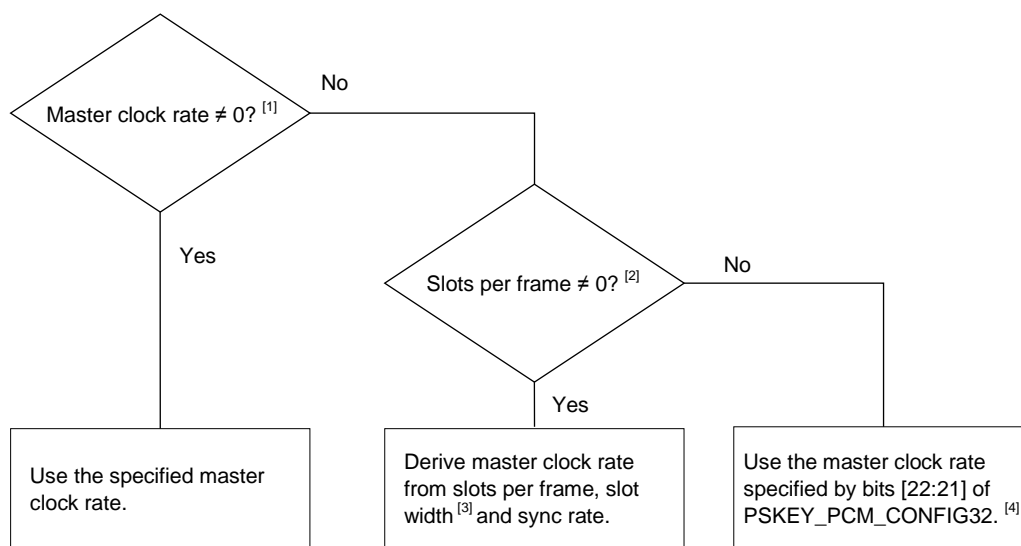 No
Master clock rate ≠ 0? [1]
Yes
Slots per frame ≠ 0? [2]
No
Yes
Use the specified master
clock rate.
Derive master clock rate
from slots per frame, slot
width [3] and sync rate.
Use the master clock rate
specified by bits [22:21] of
PSKEY_PCM_CONFIG32. [4]